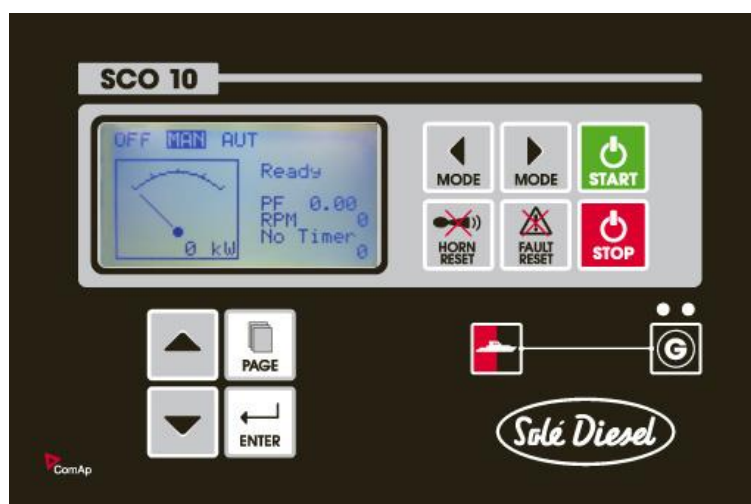 SCO 10
OFF MAN AUT
Ready
PF 0.00
RPM 0
No Timer
0
0 kW
MODE
MODE
START
HORN
RESET
FAULT
RESET
STOP
PAGE
ENTER
G
Solé Diesel
ComAp